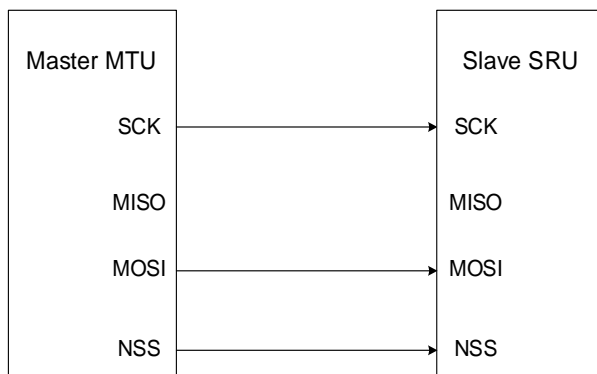 Master MTU
SCK
MISO
MOSI
NSS
Slave SRU
SCK
MISO
MOSI
NSS